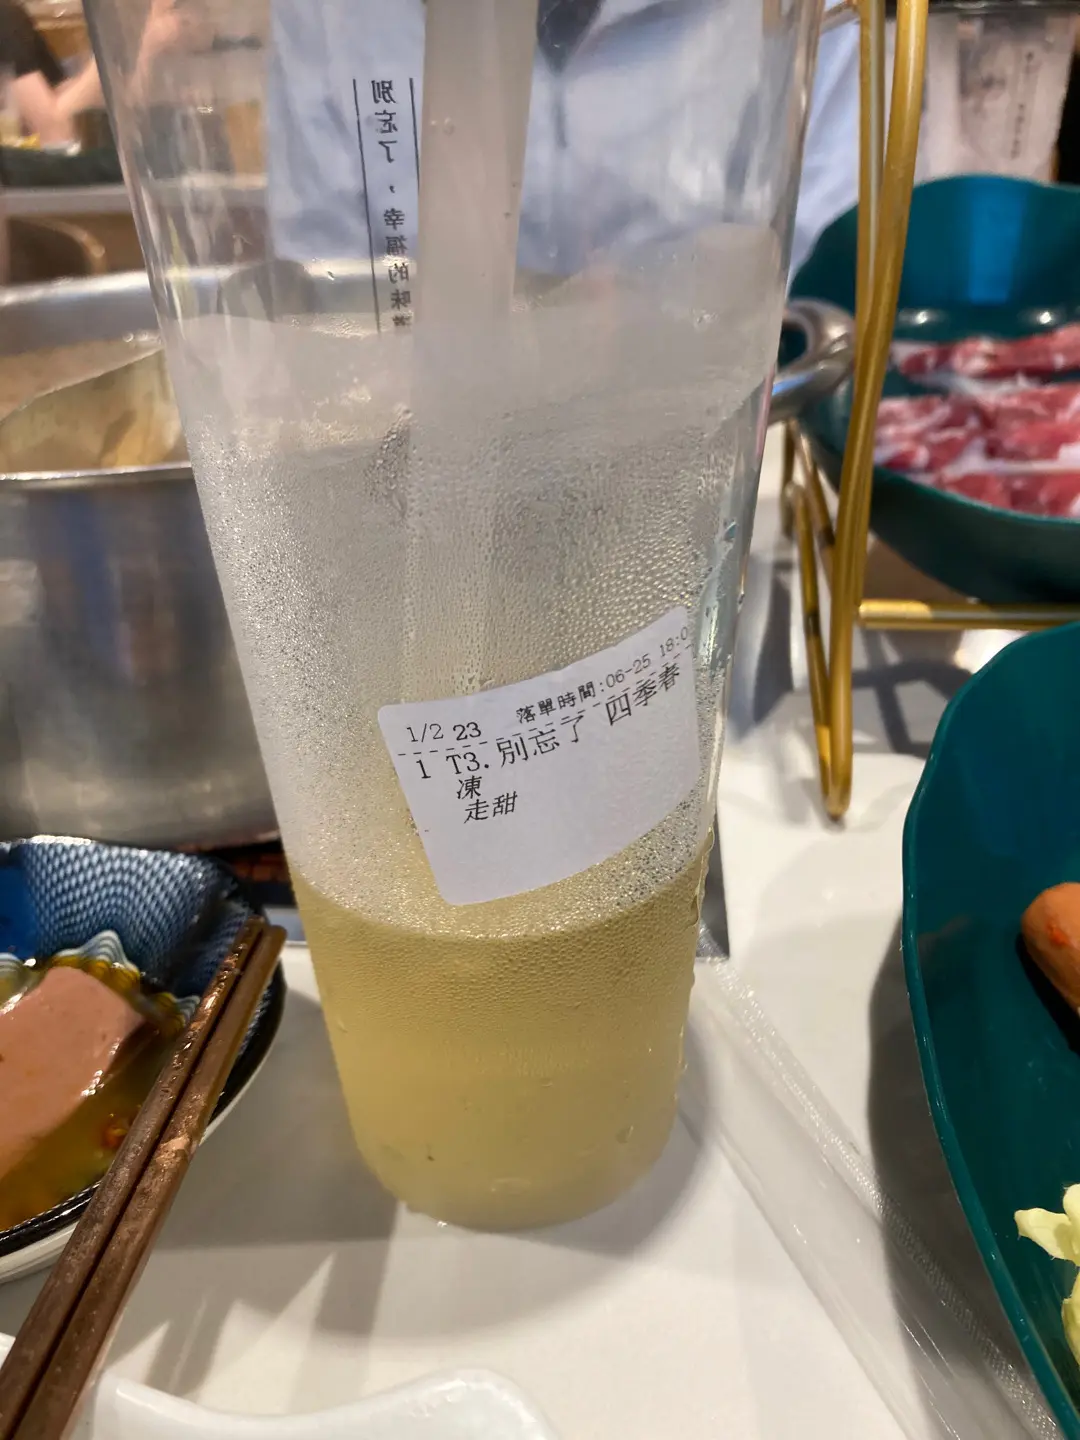 別忘了，幸福的味道
1/2 23 落單時間:06-25 18:0
1 T3.別忘了 四季春
凍
走甜